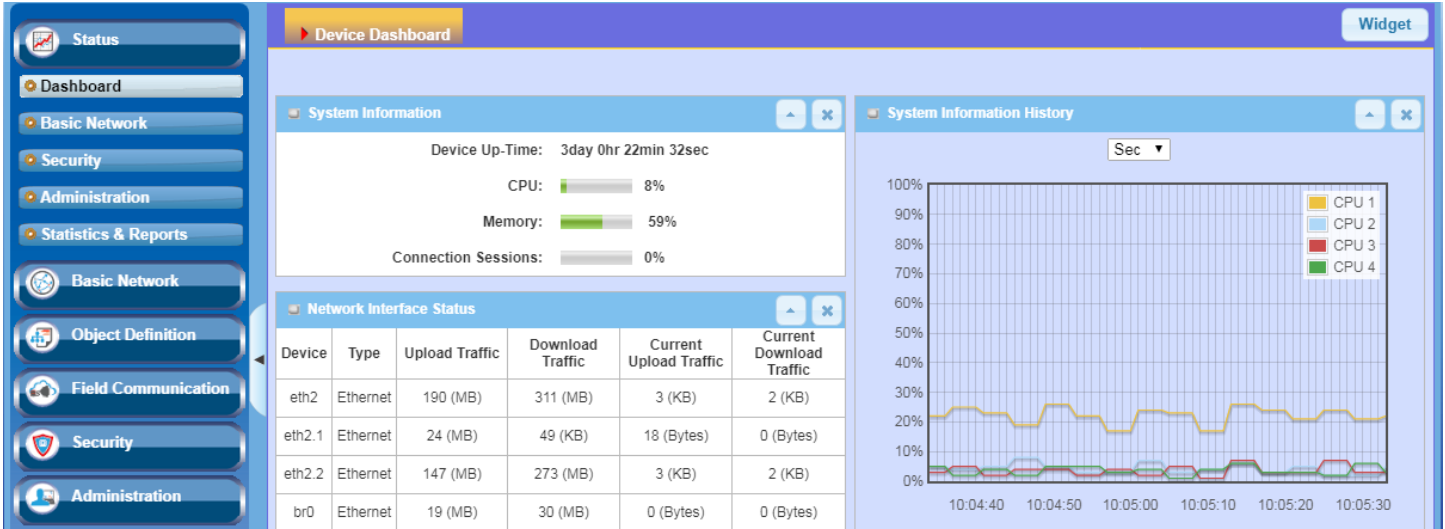 Status
Dashboard
Basic Network
Security
Administration
Statistics & Reports
Basic Network
Object Definition
Field Communication
Security
Administration
Device Dashboard
Widget
System Information
Device Up-Time: 3day 0hr 22min 32sec
CPU: 8%
Memory: 59%
Connection Sessions: 0%
Network Interface Status
Device Type Upload Traffic Download Traffic Current Upload Traffic Current Download Traffic
eth2 Ethernet 190 (MB) 311 (MB) 3 (KB) 2 (KB)
eth2.1 Ethernet 24 (MB) 49 (KB) 18 (Bytes) 0 (Bytes)
eth2.2 Ethernet 147 (MB) 273 (MB) 3 (KB) 2 (KB)
br0 Ethernet 19 (MB) 30 (MB) 0 (Bytes) 0 (Bytes)
System Information History
Sec
100%
90%
80%
70%
60%
50%
40%
30%
20%
10%
0%
CPU 1
CPU 2
CPU 3
CPU 4
10:04:40 10:04:50 10:05:00 10:05:10 10:05:20 10:05:30